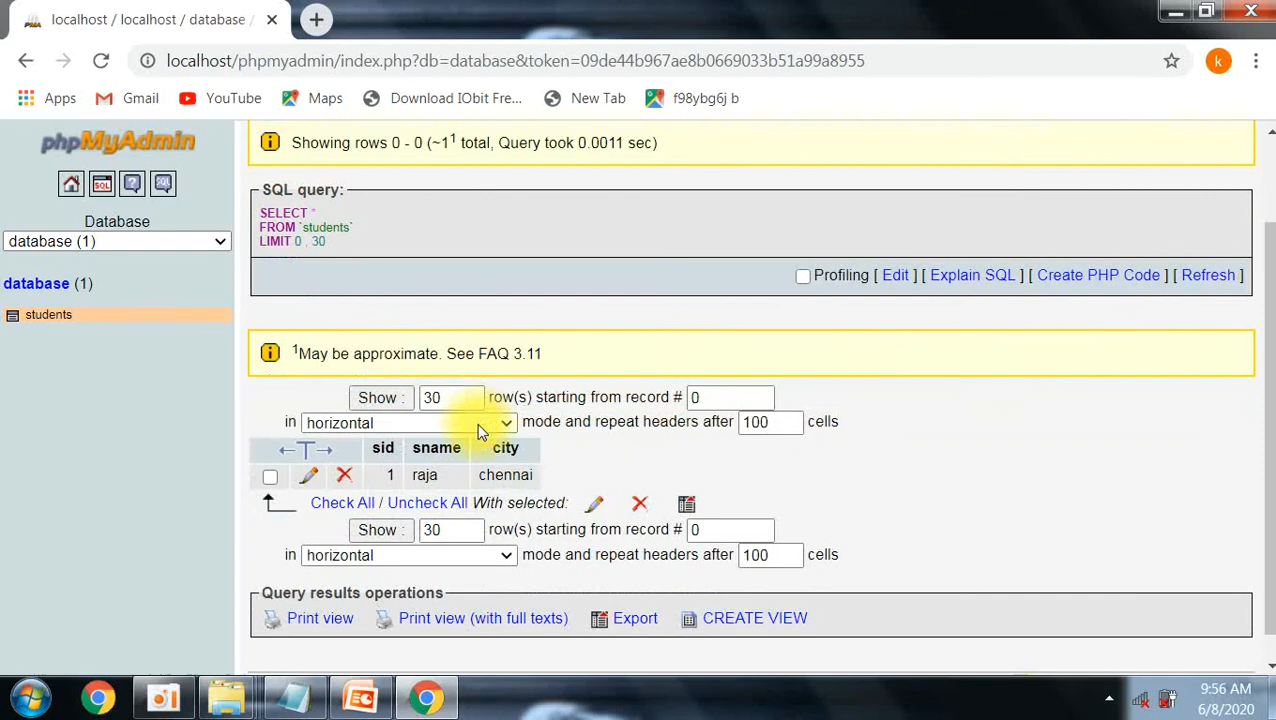 localhost / localhost / database /
localhost/phpmyadmin/index.php?db=database&token=09de44b967ae8b0669033b51a99a8955
k
Apps Gmail YouTube Maps Download IObit Fre... New Tab f98ybg6j b
phpMyAdmin
SQL
Database
database (1)
database (1)
students
Showing rows 0 - 0 (~1¹ total, Query took 0.0011 sec)
SQL query:
SELECT *
FROM `students`
LIMIT 0 , 30
Profiling [ Edit ] [ Explain SQL ] [ Create PHP Code ] [ Refresh ]
¹May be approximate. See FAQ 3.11
Show : 30 row(s) starting from record # 0
in horizontal mode and repeat headers after 100 cells
←T→ sid sname city
1 raja chennai
Check All / Uncheck All With selected:
Show : 30 row(s) starting from record # 0
in horizontal mode and repeat headers after 100 cells
Query results operations
Print view Print view (with full texts) Export CREATE VIEW
9:56 AM
6/8/2020